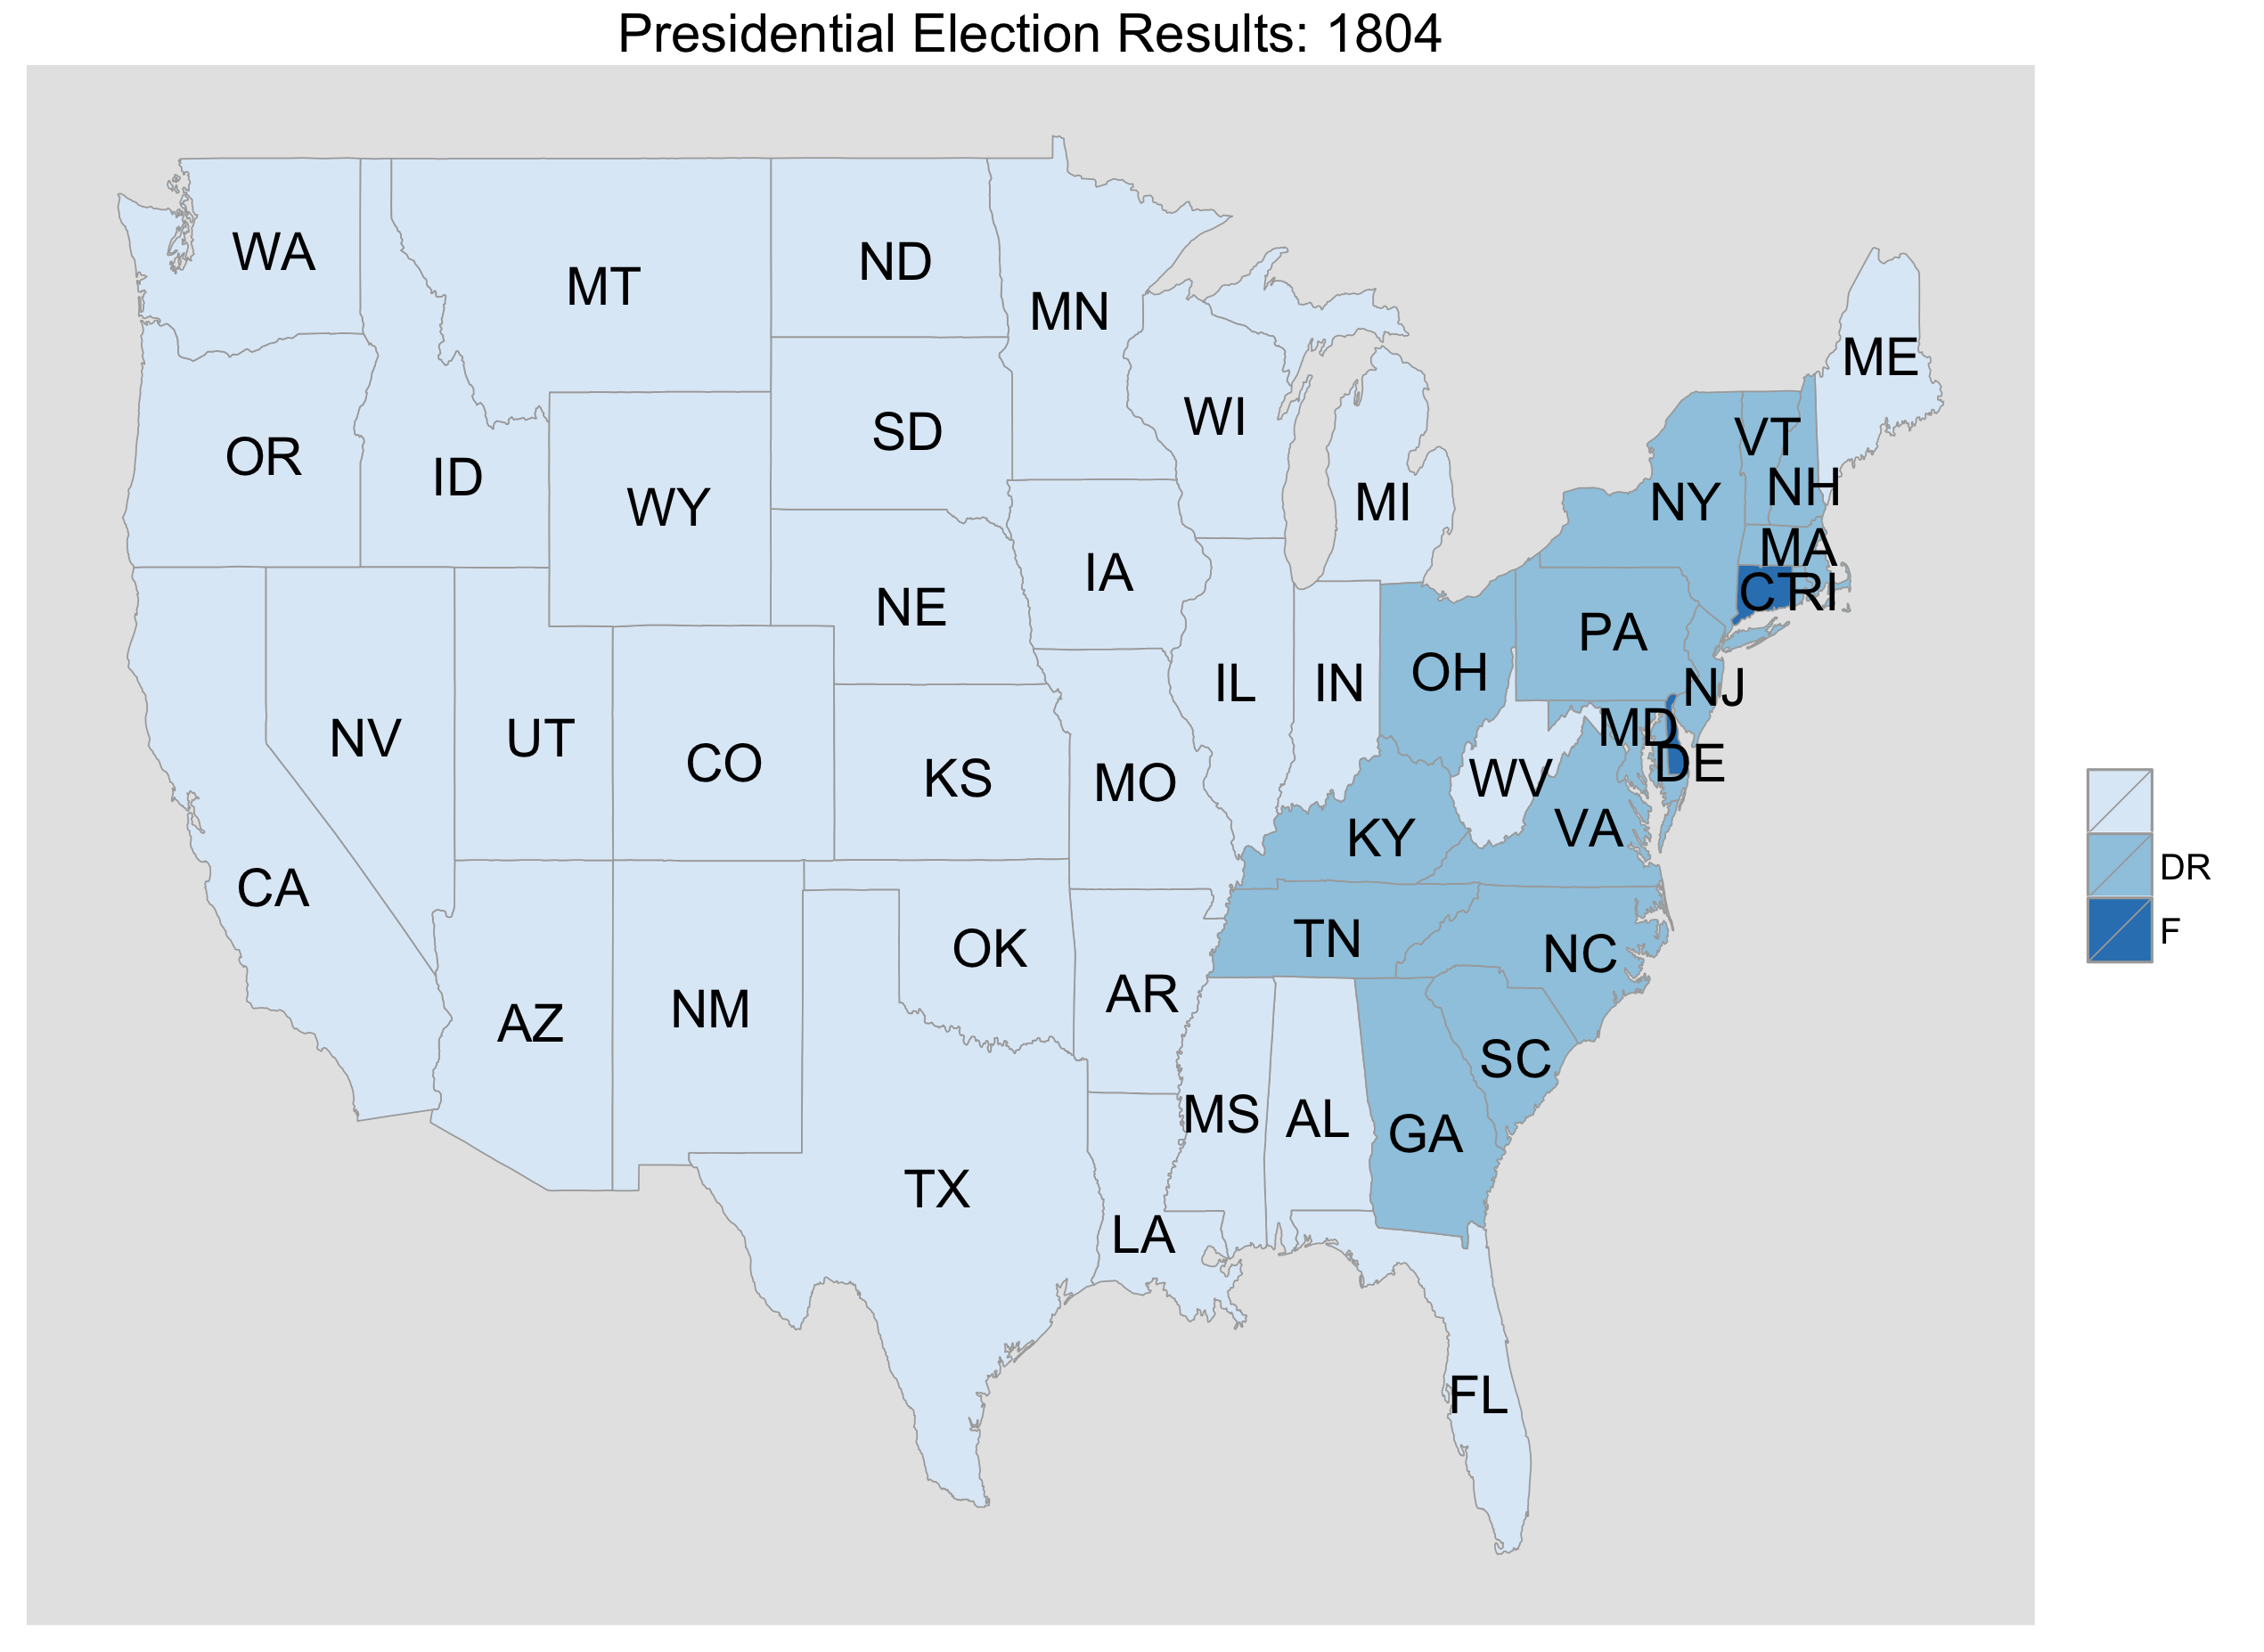 Presidential Election Results: 1804
WA
MT
ND
MN
ME
OR
ID
WY
SD
WI
MI
VT
NH
NY
MA
CT
RI
NE
IA
PA
NV
UT
CO
KS
MO
IL
IN
OH
NJ
MD
DE
WV
VA
KY
CA
AZ
NM
OK
AR
TN
NC
SC
MS
AL
GA
TX
LA
FL
DR
F